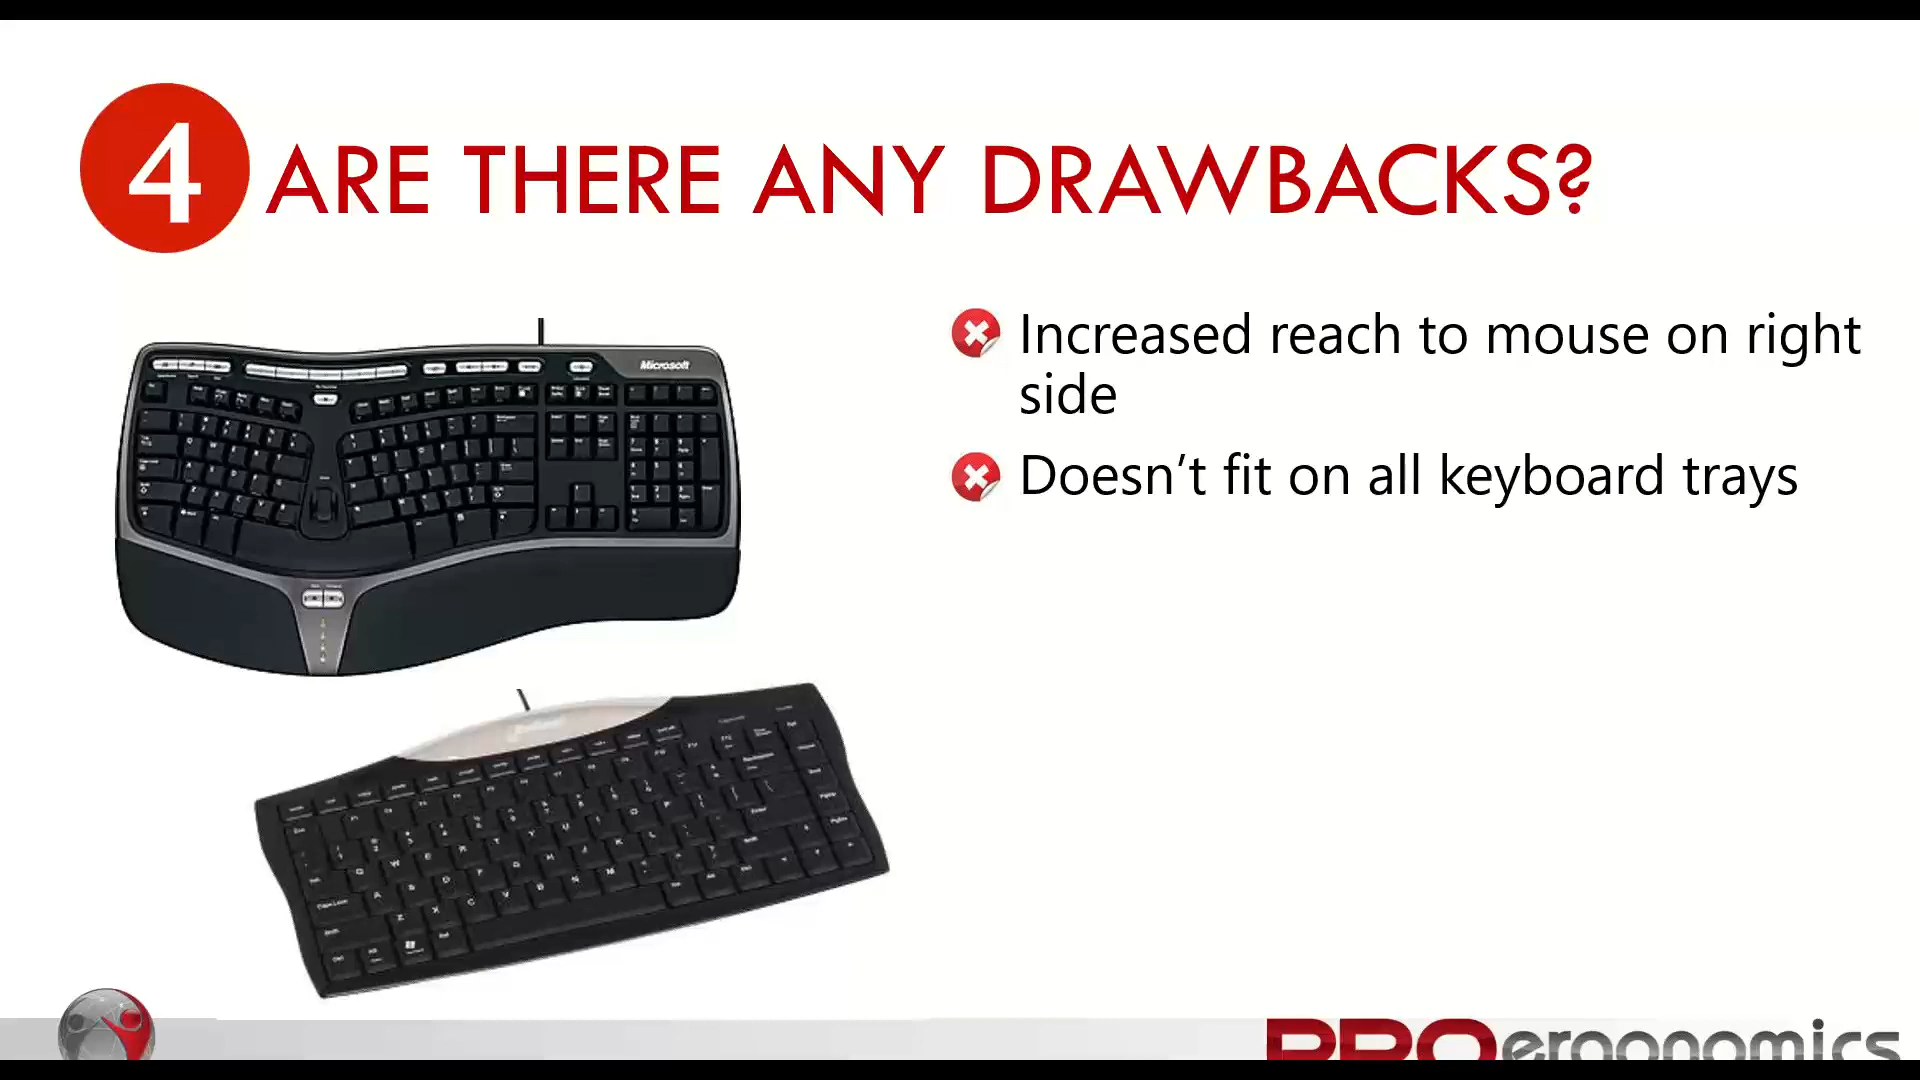 4 ARE THERE ANY DRAWBACKS?
Increased reach to mouse on right
side
Doesn’t fit on all keyboard trays
Microsoft
PROergonomics